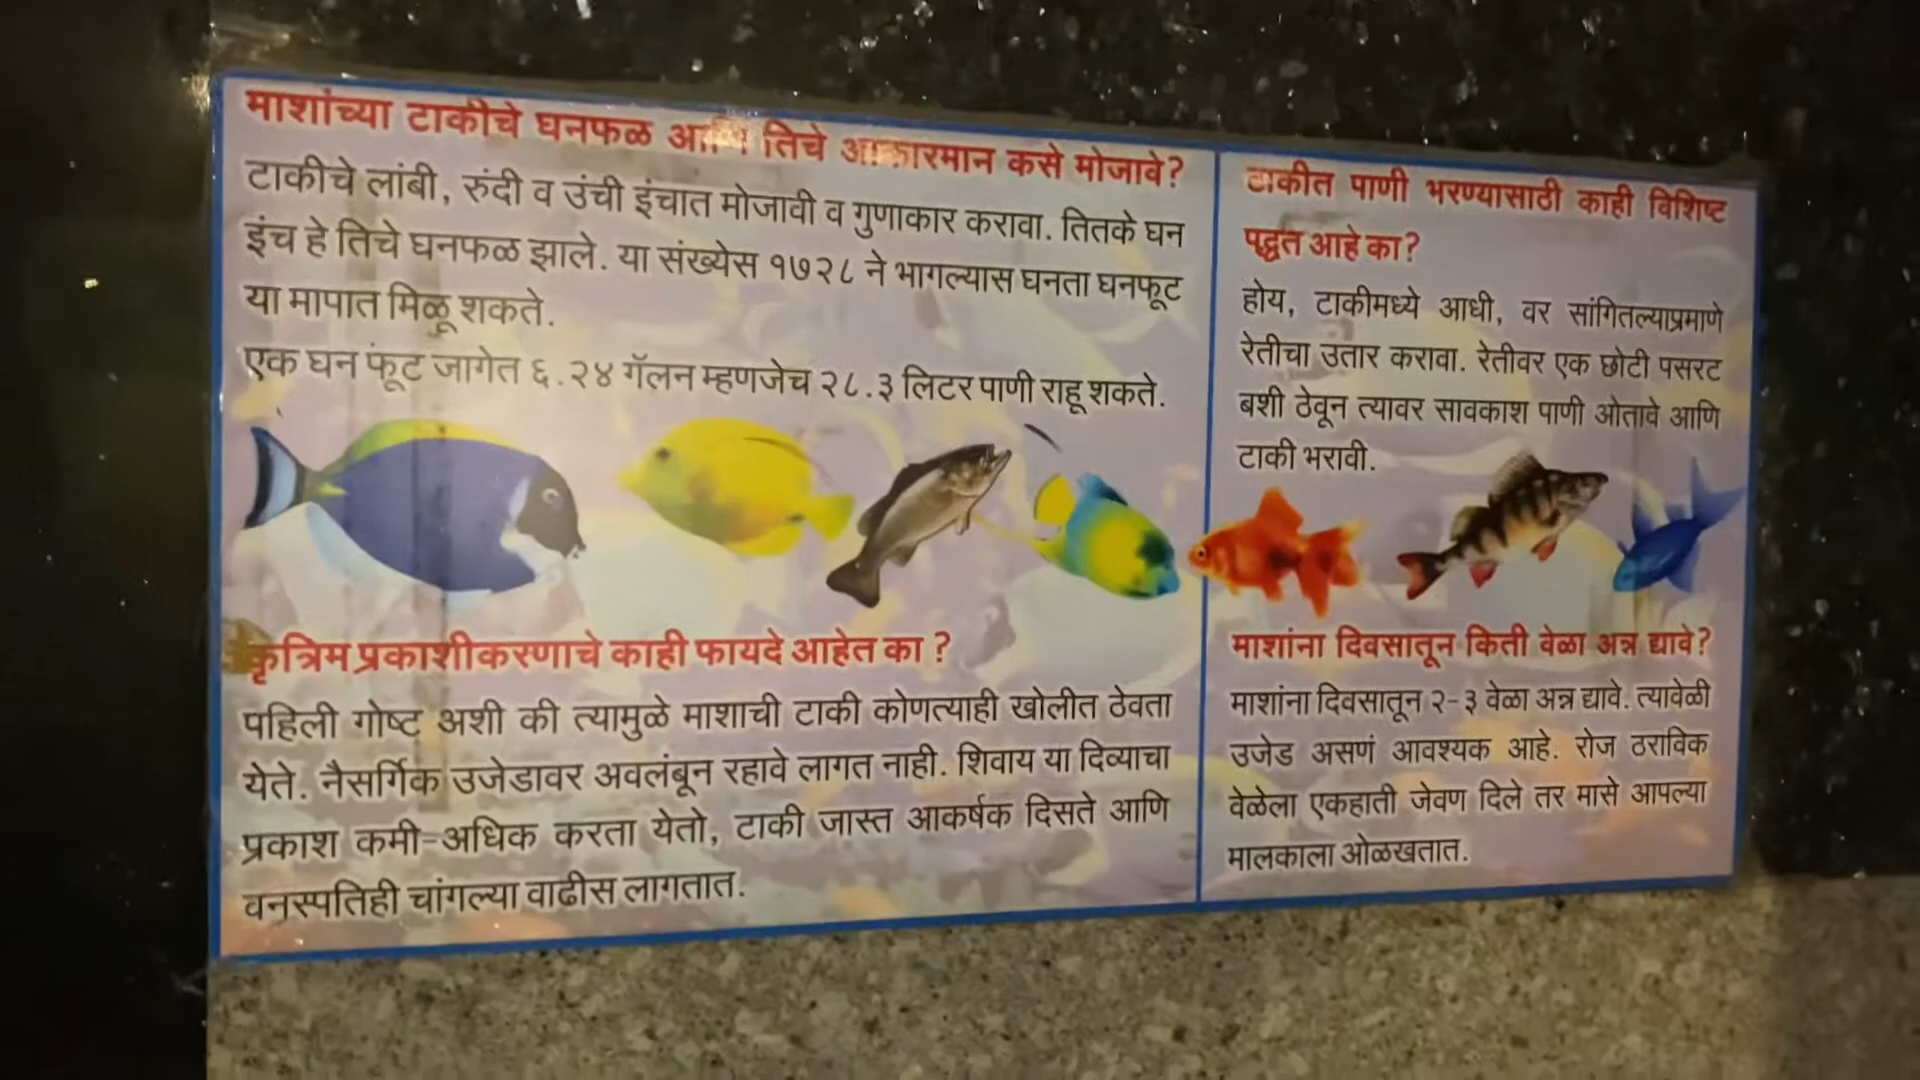 माशांच्या टाकीचे घनफळ आणि तिचे आकारमान कसे मोजावे?
टाकीचे लांबी, रुंदी व उंची इंचात मोजावी व गुणाकार करावा. तितके घन
इंच हे तिचे घनफळ झाले. या संख्येस १७२८ ने भागल्यास घनता घनफूट
या मापात मिळू शकते.
एक घन फूट जागेत ६.२४ गॅलन म्हणजेच २८.३ लिटर पाणी राहू शकते.
कृत्रिम प्रकाशीकरणाचे काही फायदे आहेत का ?
पहिली गोष्ट अशी की त्यामुळे माशाची टाकी कोणत्याही खोलीत ठेवता
येते. नैसर्गिक उजेडावर अवलंबून रहावे लागत नाही. शिवाय या दिव्याचा
प्रकाश कमी-अधिक करता येतो, टाकी जास्त आकर्षक दिसते आणि
वनस्पतिही चांगल्या वाढीस लागतात.
टाकीत पाणी भरण्यासाठी काही विशिष्ट
पद्धत आहे का?
होय, टाकीमध्ये आधी, वर सांगितल्याप्रमाणे
रेतीचा उतार करावा. रेतीवर एक छोटी पसरट
बशी ठेवून त्यावर सावकाश पाणी ओतावे आणि
टाकी भरावी.
माशांना दिवसातून किती वेळा अन्न द्यावे?
माशांना दिवसातून २-३ वेळा अन्न द्यावे. त्यावेळी
उजेड असणं आवश्यक आहे. रोज ठराविक
वेळेला एकहाती जेवण दिले तर मासे आपल्या
मालकाला ओळखतात.